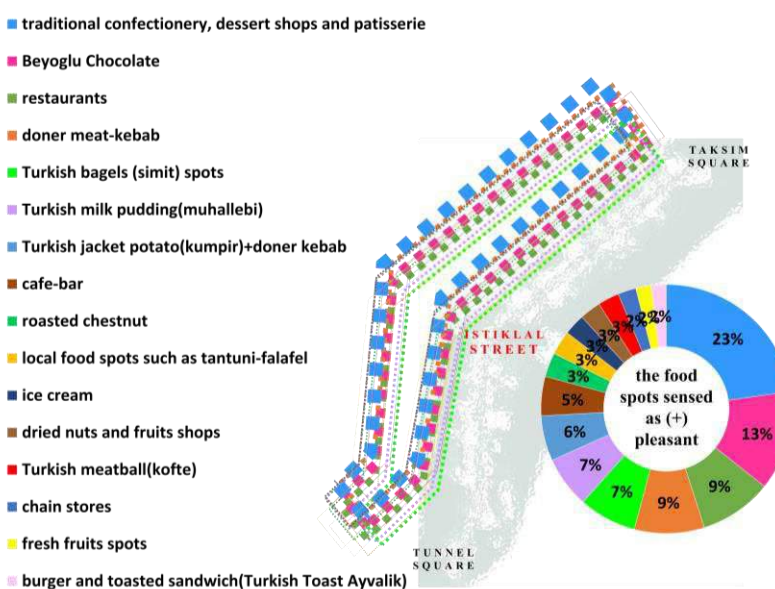 traditional confectionery, dessert shops and patisserie
Beyoglu Chocolate
restaurants
doner meat-kebab
Turkish bagels (simit) spots
Turkish milk pudding(muhallebi)
Turkish jacket potato(kumpir)+doner kebab
cafe-bar
roasted chestnut
local food spots such as tantuni-falafel
ice cream
dried nuts and fruits shops
Turkish meatball(kofte)
chain stores
fresh fruits spots
burger and toasted sandwich(Turkish Toast Ayvalik)
TAKSIM
SQUARE
ISTIKLAL
STREET
TUNNEL
SQUARE
the food
spots sensed
as (+)
pleasant
23%
13%
9%
9%
7%
7%
6%
5%
3%
3%
3%
3%
3%
2%
2%
2%